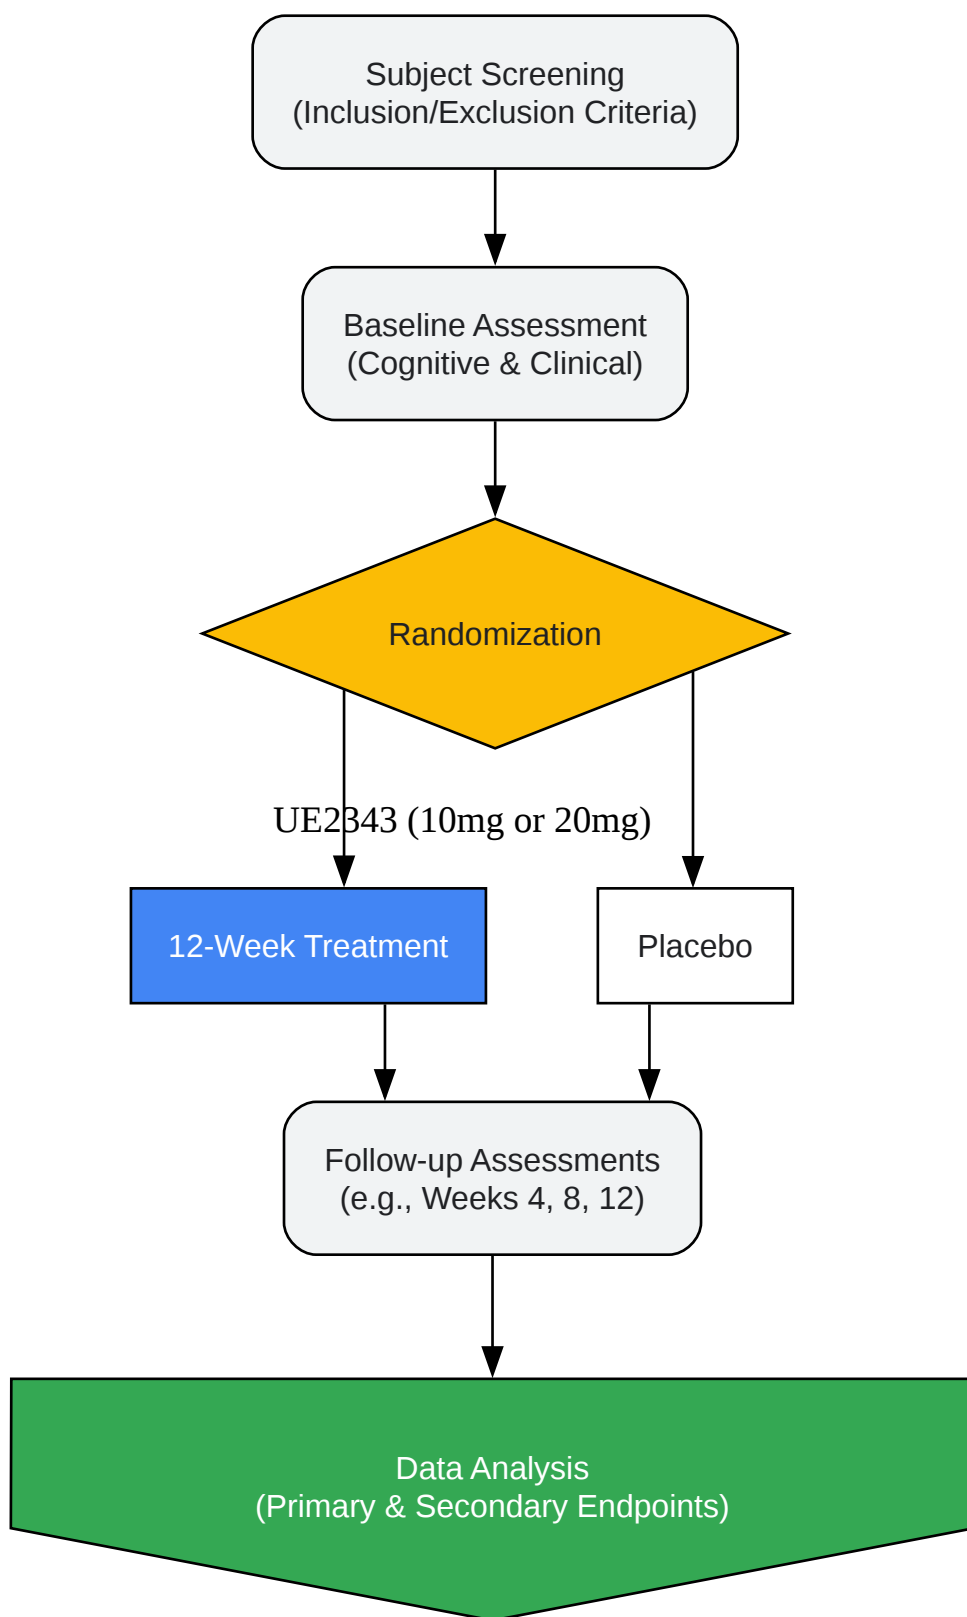 Subject Screening
(Inclusion/Exclusion Criteria)
Baseline Assessment
(Cognitive & Clinical)
Randomization
UE2343 (10mg or 20mg)
12-Week Treatment
Placebo
Follow-up Assessments
(e.g., Weeks 4, 8, 12)
Data Analysis
(Primary & Secondary Endpoints)